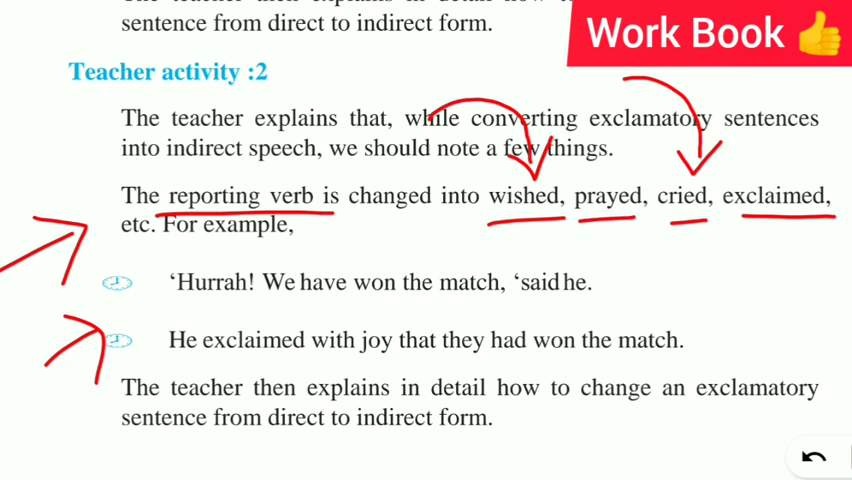 sentence from direct to indirect form.
Work Book
Teacher activity :2
The teacher explains that, while converting exclamatory sentences
into indirect speech, we should note a few things.
The reporting verb is changed into wished, prayed, cried, exclaimed,
etc. For example,
‘Hurrah! We have won the match, ‘said he.
He exclaimed with joy that they had won the match.
The teacher then explains in detail how to change an exclamatory
sentence from direct to indirect form.